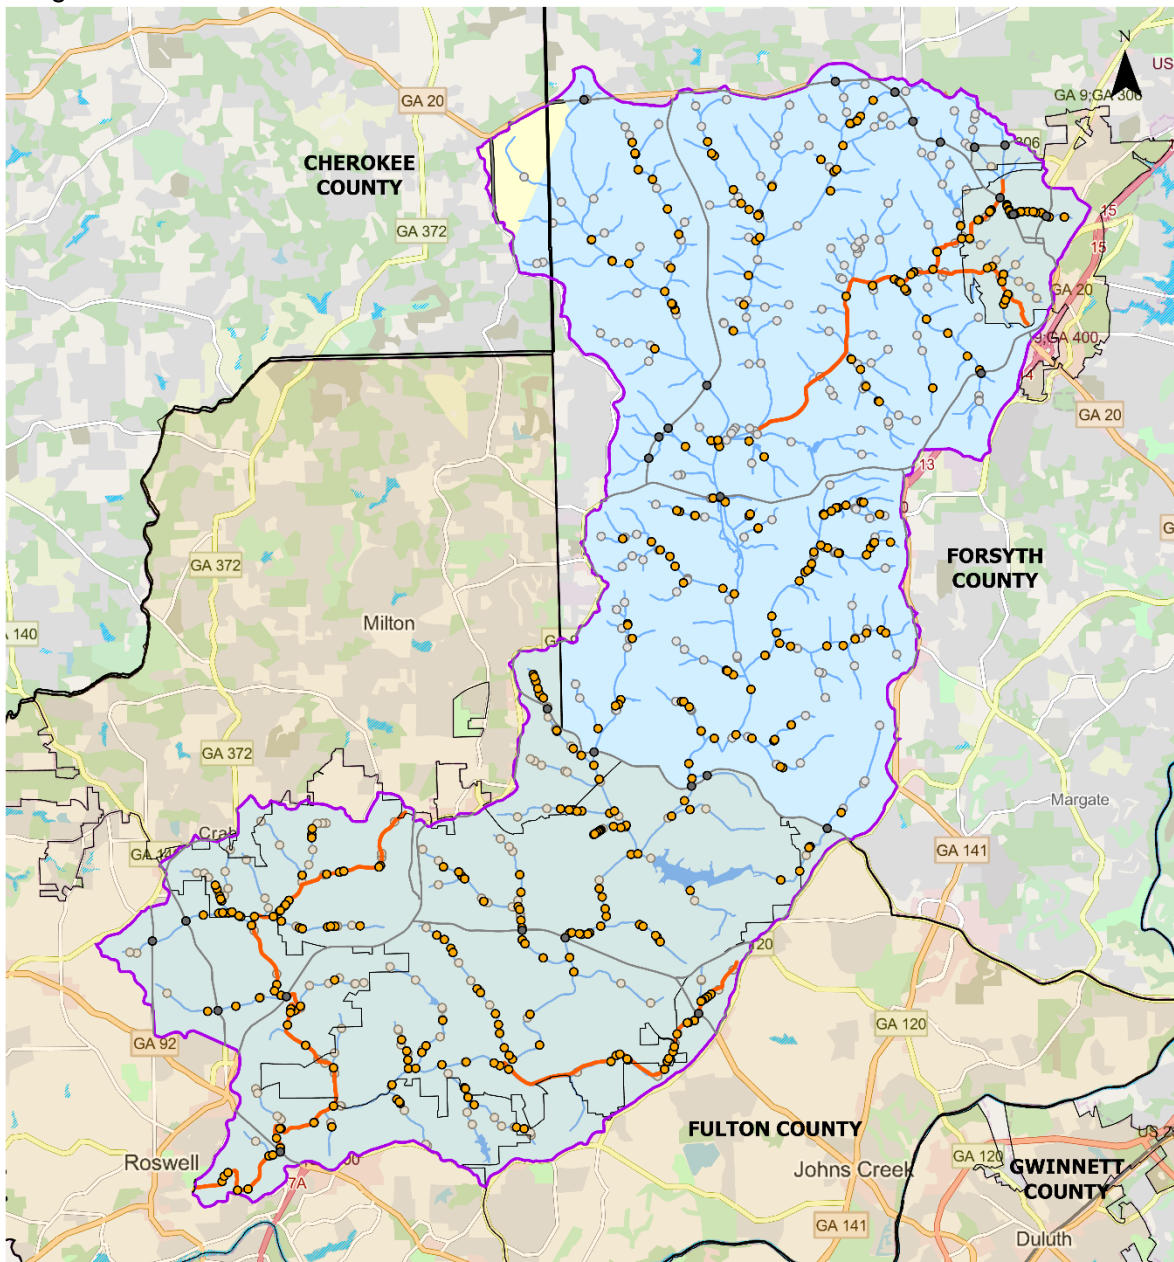 N
US
GA 20
GA 9;GA 306
CHEROKEE
COUNTY
306
GA 372
15
15
GA 20
9;GA 400
GA 20
13
GA 372
FORSYTH
COUNTY
140
Milton
GA 372
Margate
GA 141
120
GA 120
GA 92
FULTON COUNTY
Roswell
7A
Johns Creek
GA 120
GWINNETT
COUNTY
GA 141
Duluth